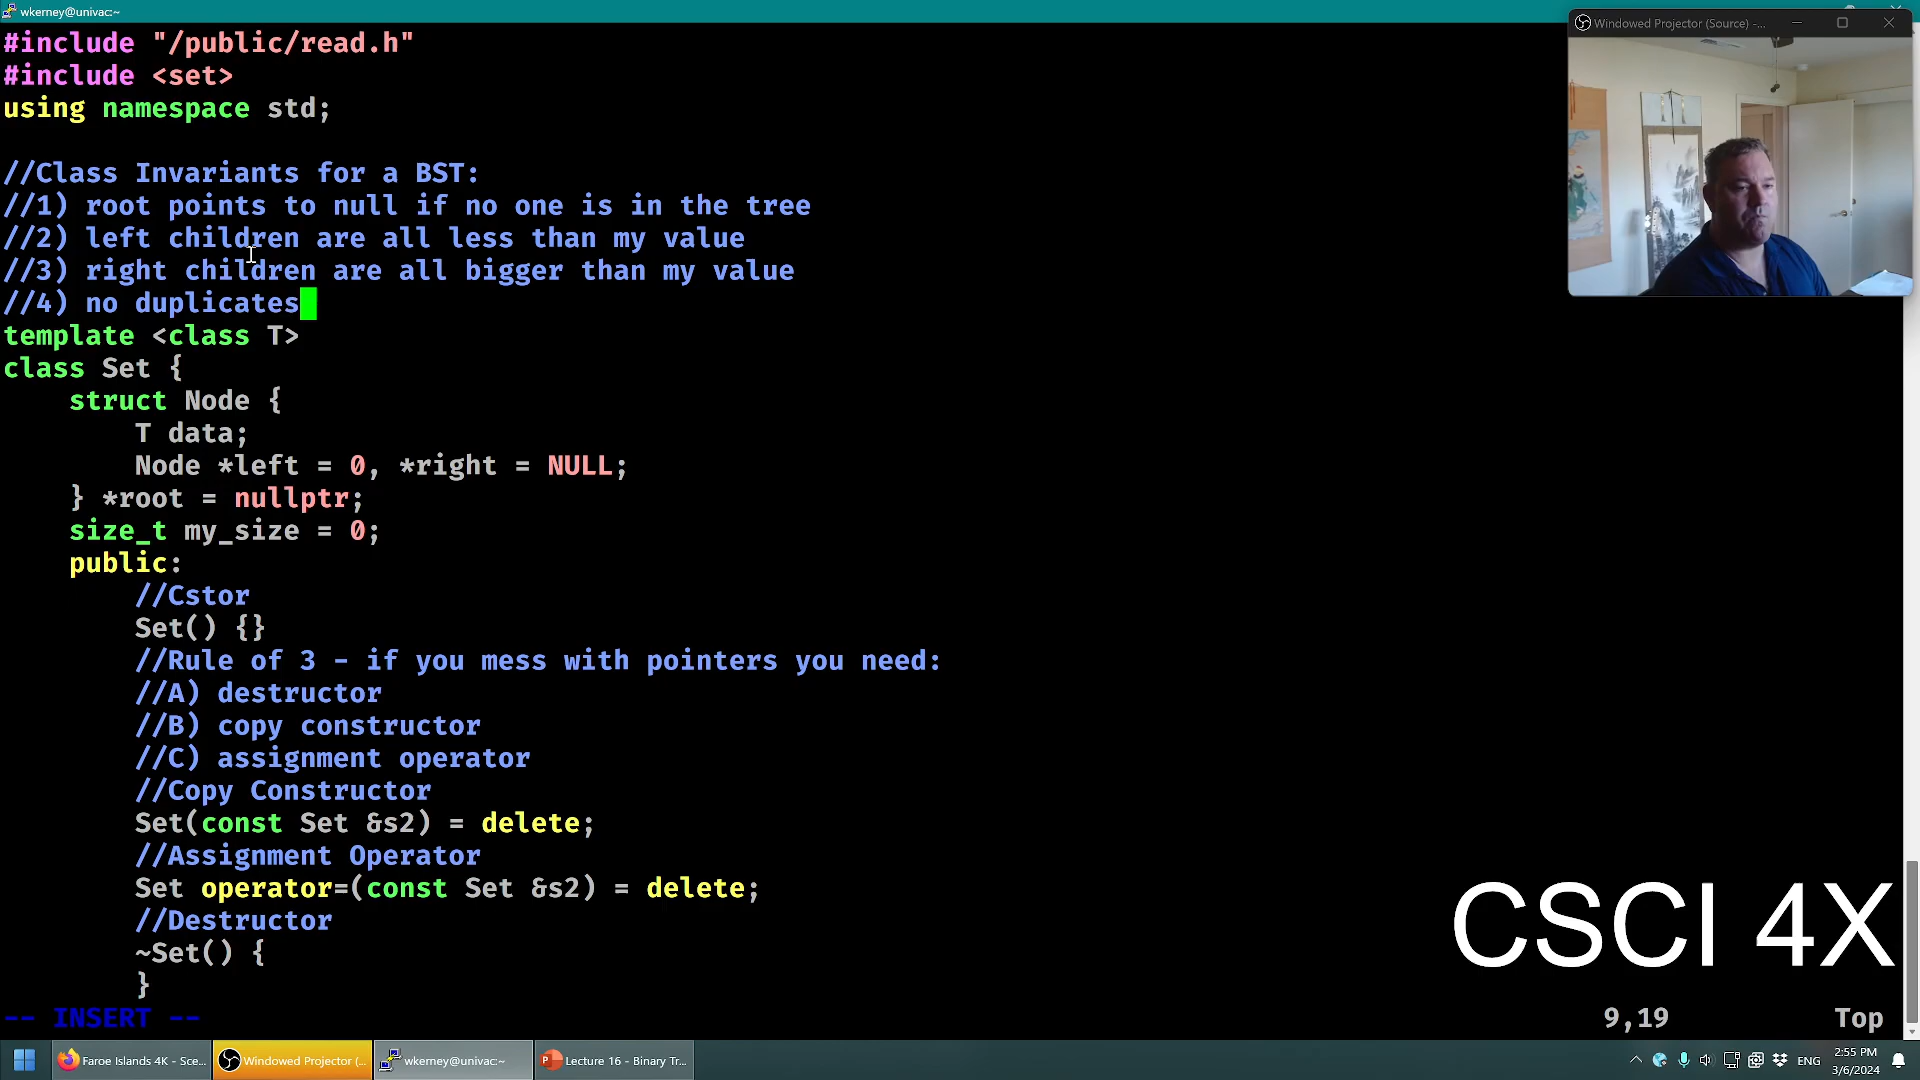 wkerney@univac:~
Windowed Projector (Source) -...
#include "/public/read.h"
#include <set>
using namespace std;
//Class Invariants for a BST:
//1) root points to null if no one is in the tree
//2) left children are all less than my value
//3) right children are all bigger than my value
//4) no duplicates
template <class T>
class Set {
struct Node {
T data;
Node *left = 0, *right = NULL;
} *root = nullptr;
size_t my_size = 0;
public:
//Cstor
Set() {}
//Rule of 3 - if you mess with pointers you need:
//A) destructor
//B) copy constructor
//C) assignment operator
//Copy Constructor
Set(const Set &s2) = delete;
//Assignment Operator
Set operator=(const Set &s2) = delete;
//Destructor
~Set() {
}
CSCI 4X
-- INSERT --
9,19
Top
Faroe Islands 4K - Sce...
Windowed Projector (...
wkerney@univac:~
Lecture 16 - Binary Tr...
ENG
2:55 PM
3/6/2024